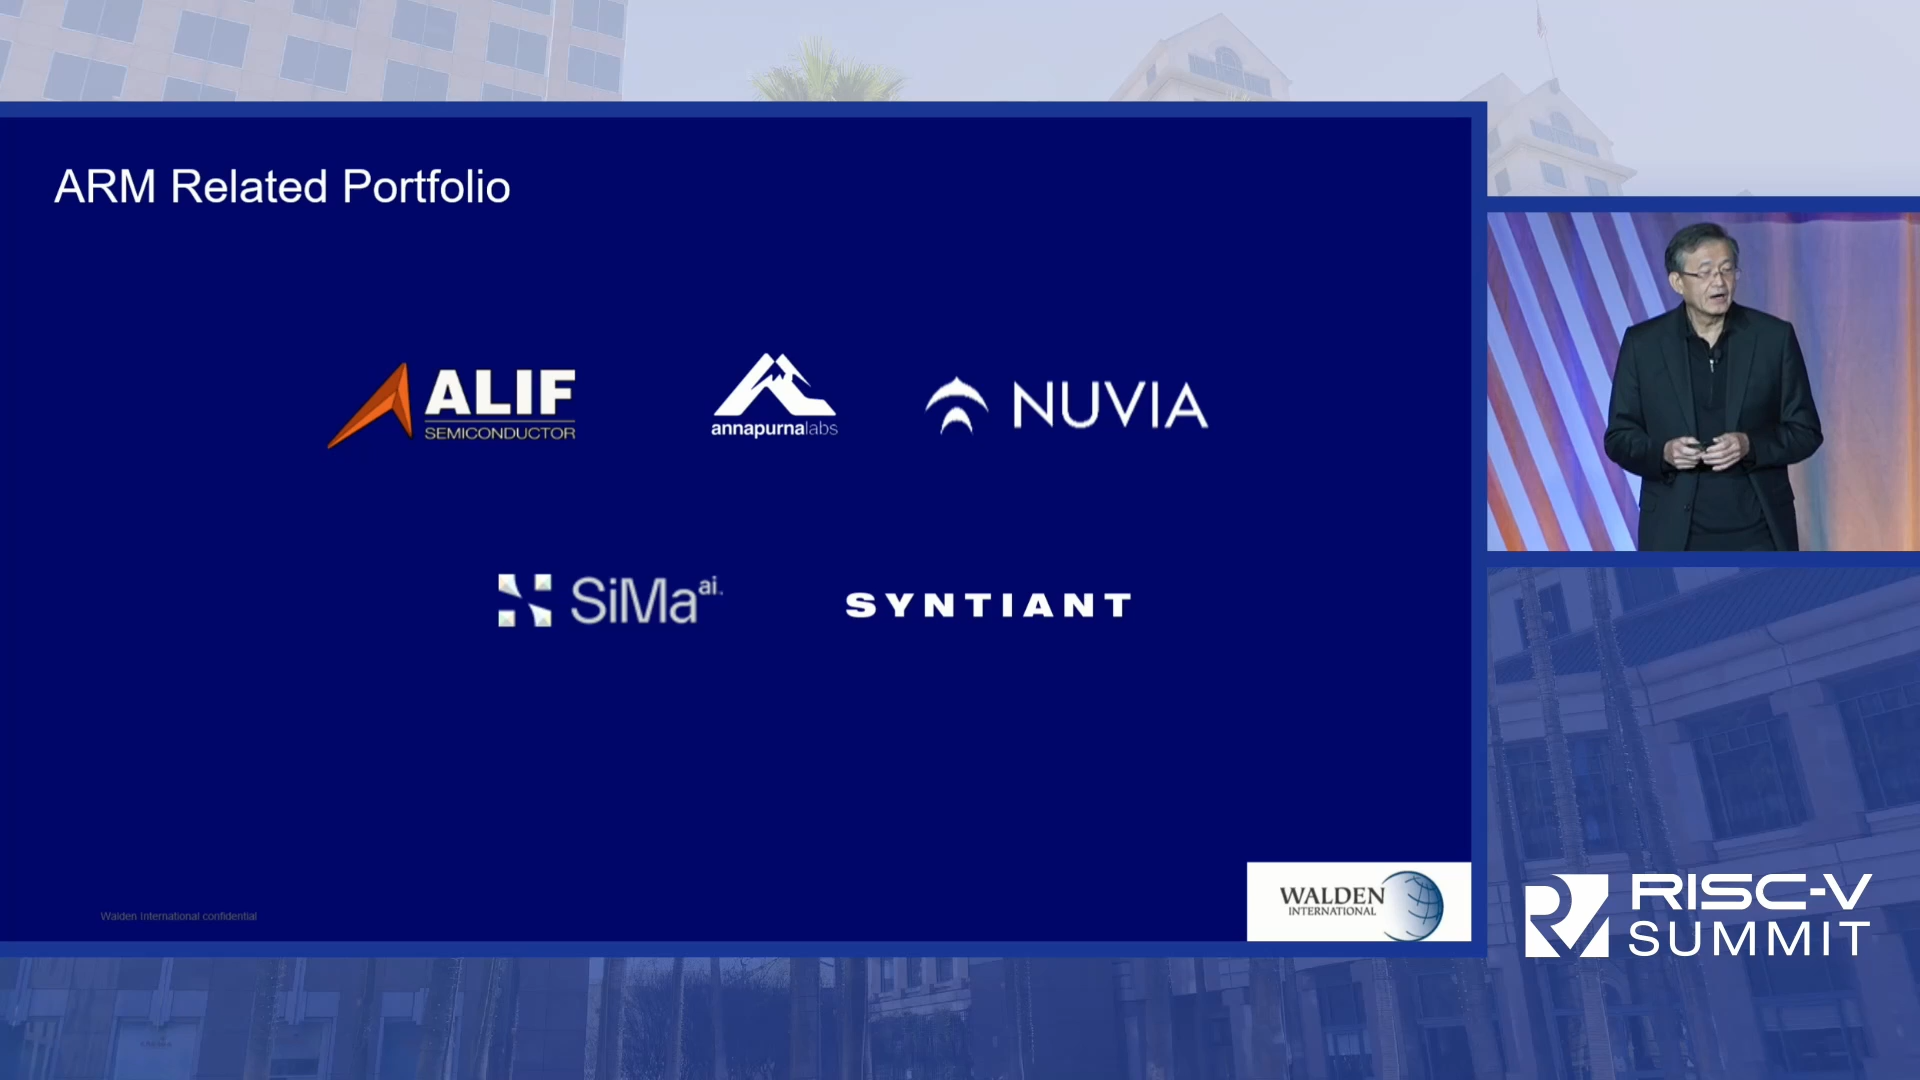 ARM Related Portfolio
ALIF
SEMICONDUCTOR
annapurnalabs
NUVIA
SiMa ai.
SYNTIANT
Walden International confidential
WALDEN
INTERNATIONAL
RISC-V
SUMMIT